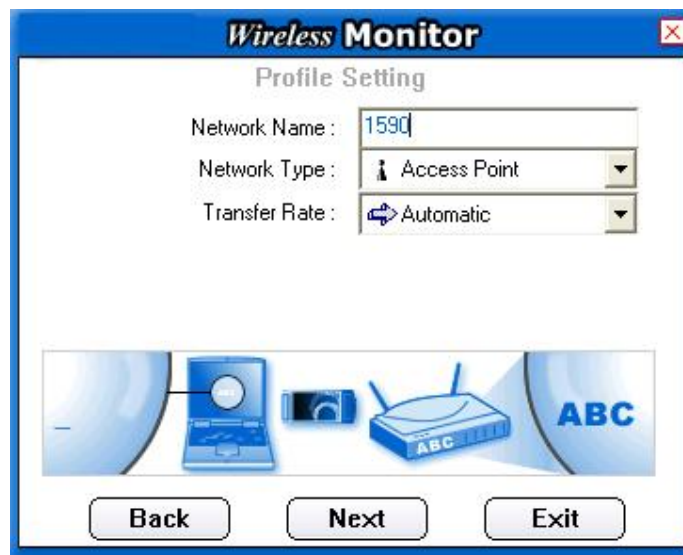 Wireless Monitor
Profile Setting
Network Name : 1590
Network Type : Access Point
Transfer Rate : Automatic
_ ABC
ABC
Back Next Exit